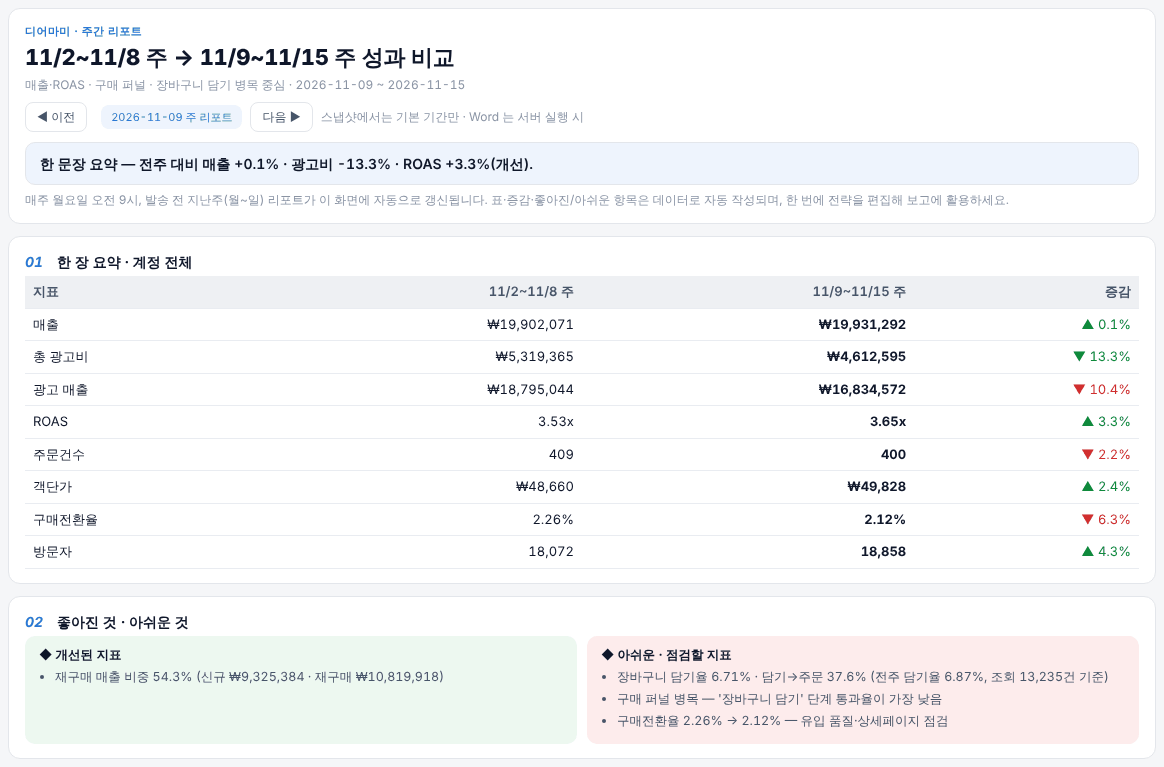 디어마미 · 주간 리포트
11/2~11/8 주 → 11/9~11/15 주 성과 비교
매출·ROAS · 구매 퍼널 · 장바구니 담기 병목 중심 · 2026-11-09 ~ 2026-11-15
◀ 이전 2026-11-09 주 리포트 다음 ▶ 스냅샷에서는 기본 기간만 · Word 는 서버 실행 시
한 문장 요약 — 전주 대비 매출 +0.1% · 광고비 -13.3% · ROAS +3.3%(개선).
매주 월요일 오전 9시, 발송 전 지난주(월~일) 리포트가 이 화면에 자동으로 갱신됩니다. 표·증감·좋아진/아쉬운 항목은 데이터로 자동 작성되며, 한 번에 전략을 편집해 보고에 활용하세요.
01 한 장 요약 · 계정 전체
지표 11/2~11/8 주 11/9~11/15 주 증감
매출 ₩19,902,071 ₩19,931,292 ▲ 0.1%
총 광고비 ₩5,319,365 ₩4,612,595 ▼ 13.3%
광고 매출 ₩18,795,044 ₩16,834,572 ▼ 10.4%
ROAS 3.53x 3.65x ▲ 3.3%
주문건수 409 400 ▼ 2.2%
객단가 ₩48,660 ₩49,828 ▲ 2.4%
구매전환율 2.26% 2.12% ▼ 6.3%
방문자 18,072 18,858 ▲ 4.3%
02 좋아진 것 · 아쉬운 것
◆ 개선된 지표
• 재구매 매출 비중 54.3% (신규 ₩9,325,384 · 재구매 ₩10,819,918)
◆ 아쉬운 · 점검할 지표
• 장바구니 담기율 6.71% · 담기→주문 37.6% (전주 담기율 6.87%, 조회 13,235건 기준)
• 구매 퍼널 병목 — '장바구니 담기' 단계 통과율이 가장 낮음
• 구매전환율 2.26% → 2.12% — 유입 품질·상세페이지 점검